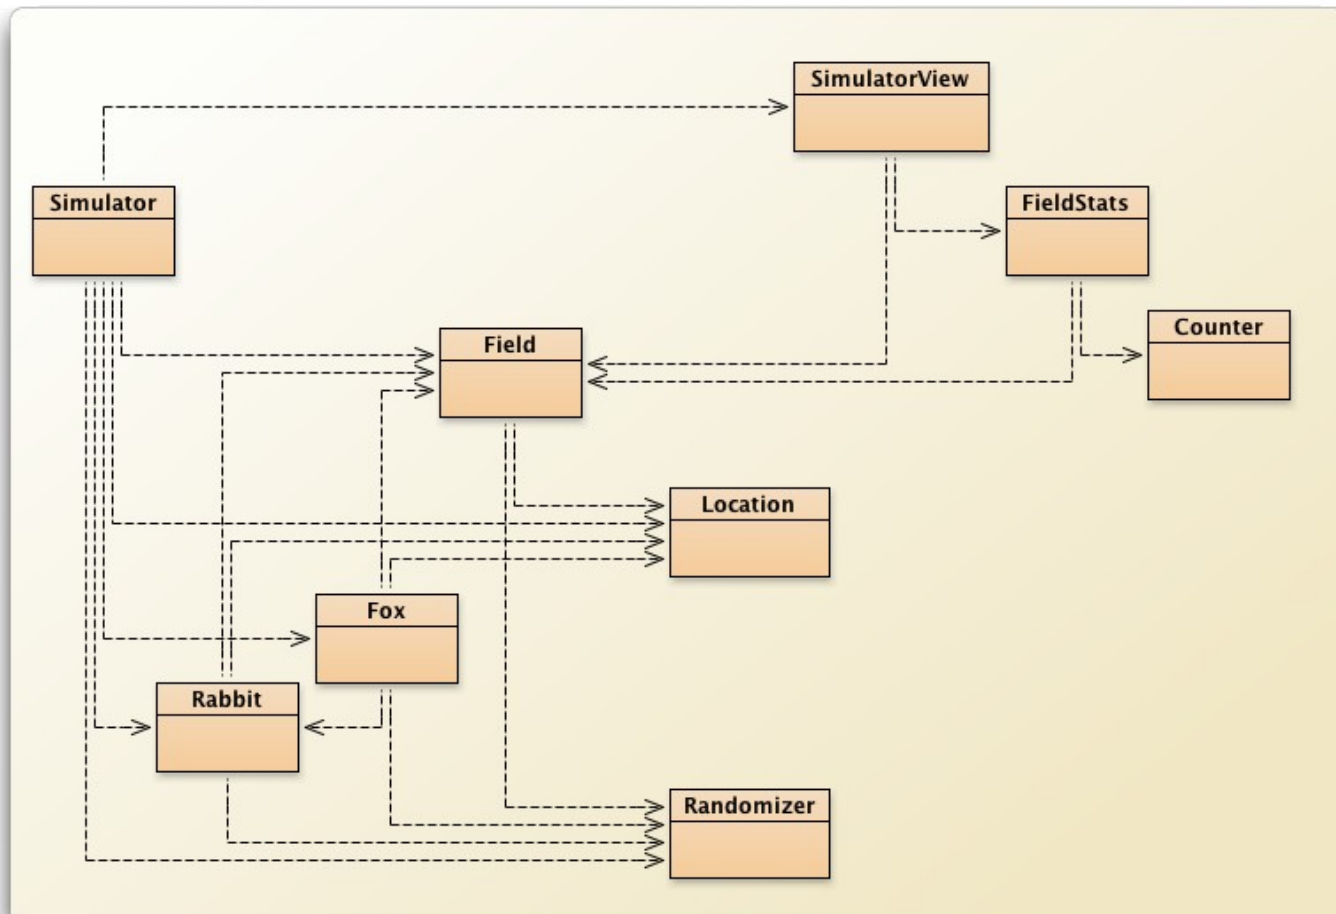 SimulatorView
Simulator
FieldStats
Counter
Field
Location
Fox
Rabbit
Randomizer